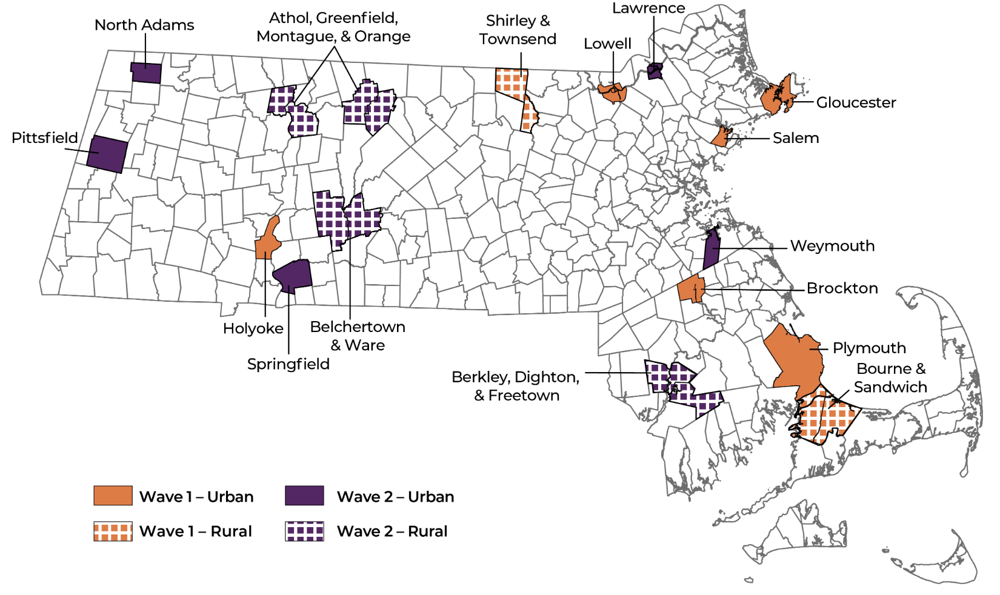 Lawrence
Athol, Greenfield,
Montague, & Orange
North Adams
Shirley &
Townsend
Lowell
Gloucester
Pittsfield
Salem
Weymouth
Brockton
Holyoke
Belchertown
& Ware
Springfield
Plymouth
Bourne &
Sandwich
Berkley, Dighton,
& Freetown
Wave 1 – Urban
Wave 2 – Urban
Wave 1 – Rural
Wave 2 – Rural